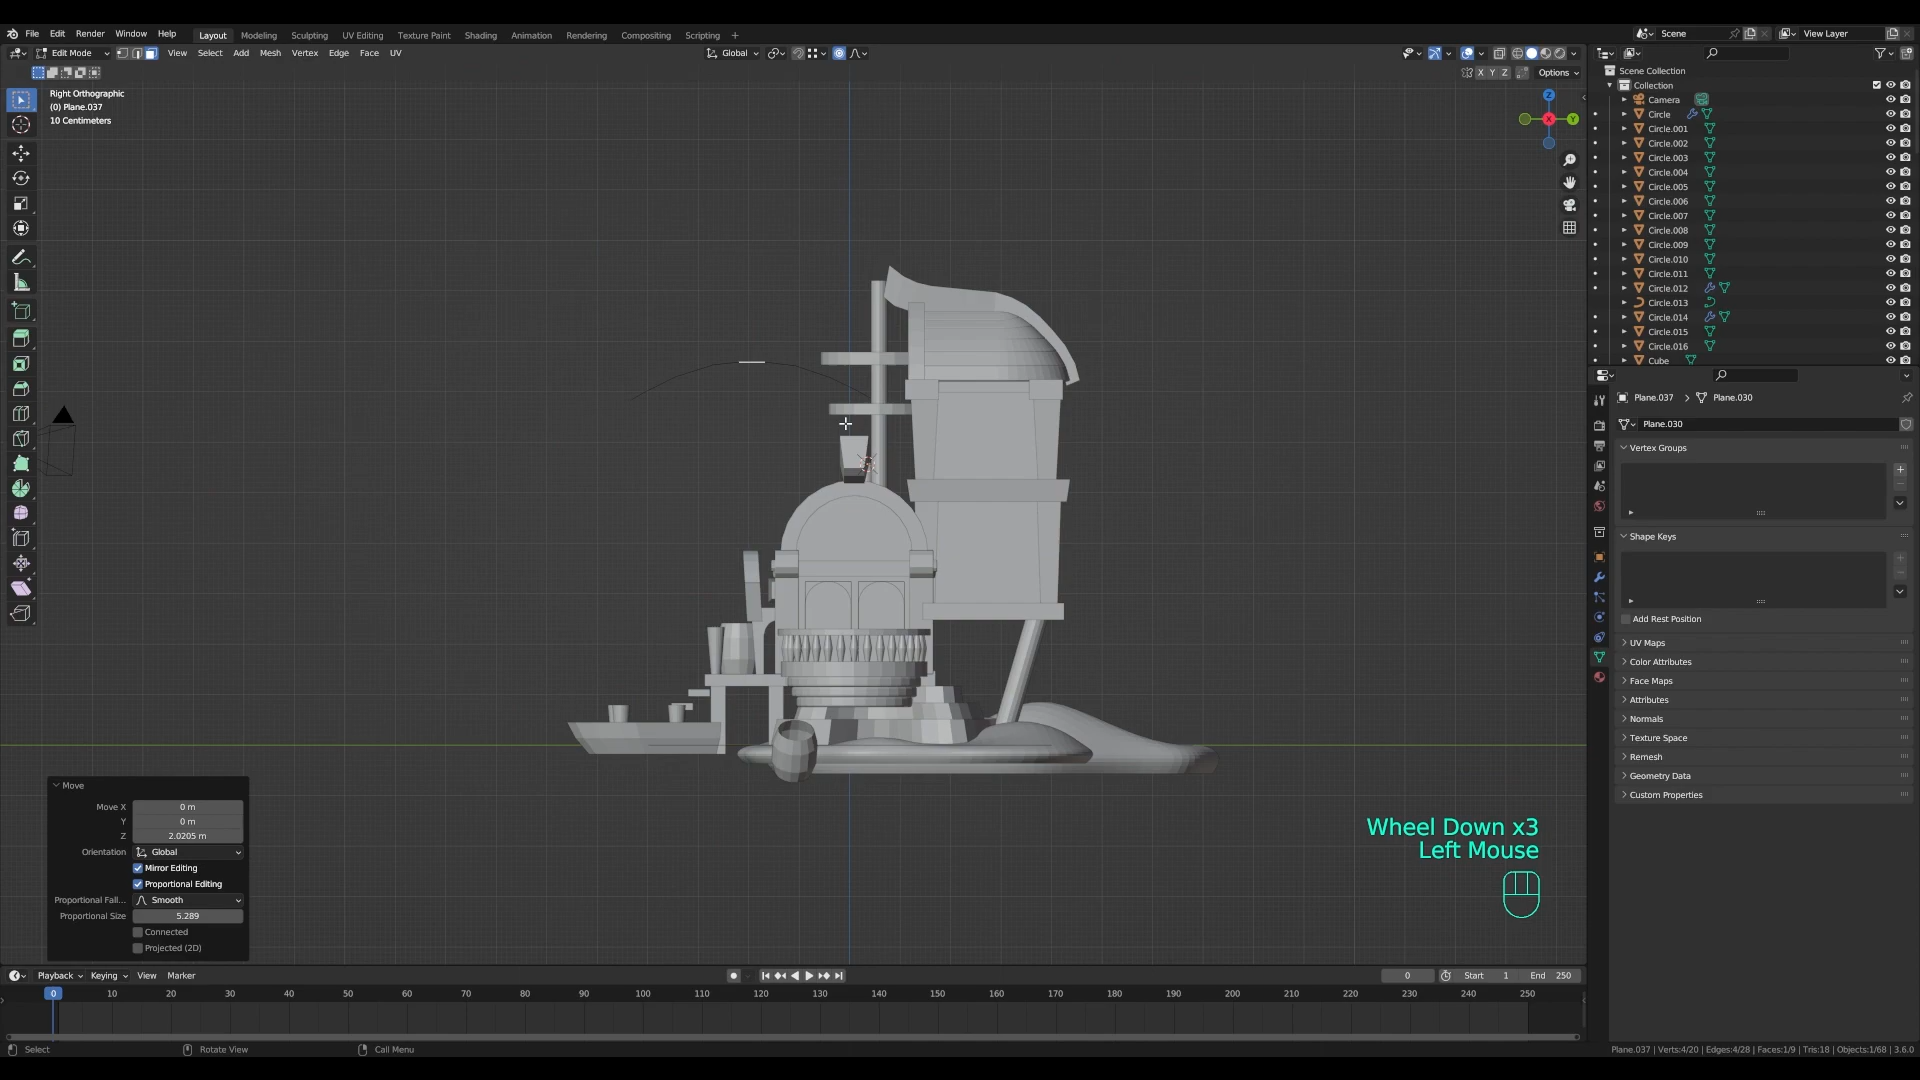 File Edit Render Window Help Layout Modeling Sculpting UV Editing Texture Paint Shading Animation Rendering Compositing Scripting + Scene View Layer
Edit Mode View Select Add Mesh Vertex Edge Face UV Global
X Y Z Options
Right Orthographic
(0) Plane.037
10 Centimeters
Z
X
Y
Scene Collection
Collection
Camera
Circle
Circle.001
Circle.002
Circle.003
Circle.004
Circle.005
Circle.006
Circle.007
Circle.008
Circle.009
Circle.010
Circle.011
Circle.012
Circle.013
Circle.014
Circle.015
Circle.016
Cube
Plane.037 Plane.030
Plane.030
Vertex Groups
Shape Keys
Add Rest Position
UV Maps
Color Attributes
Face Maps
Attributes
Normals
Texture Space
Remesh
Geometry Data
Custom Properties
Move
Move X 0 m
Y 0 m
Z 2.0205 m
Orientation Global
Mirror Editing
Proportional Editing
Proportional Fall... Smooth
Proportional Size 5.289
Connected
Projected (2D)
Wheel Down x3
Left Mouse
Playback Keying View Marker 0 Start 1 End 250
0 10 20 30 40 50 60 70 80 90 100 110 120 130 140 150 160 170 180 190 200 210 220 230 240 250
Select Rotate View Call Menu Plane.037 | Verts:4/20 | Edges:4/28 | Faces:1/9 | Tris:18 | Objects:1/68 | 3.6.0